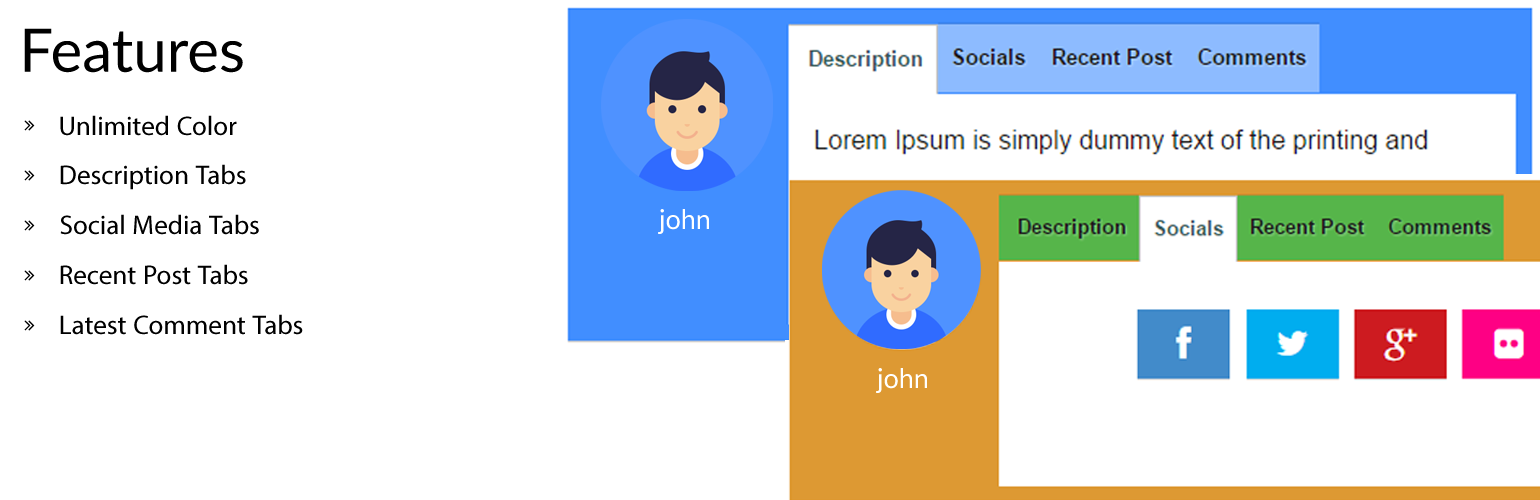 Features
» Unlimited Color
» Description Tabs
» Social Media Tabs
» Recent Post Tabs
» Latest Comment Tabs
Description Socials Recent Post Comments
Lorem Ipsum is simply dummy text of the printing and
john
Description Socials Recent Post Comments
f g+
john